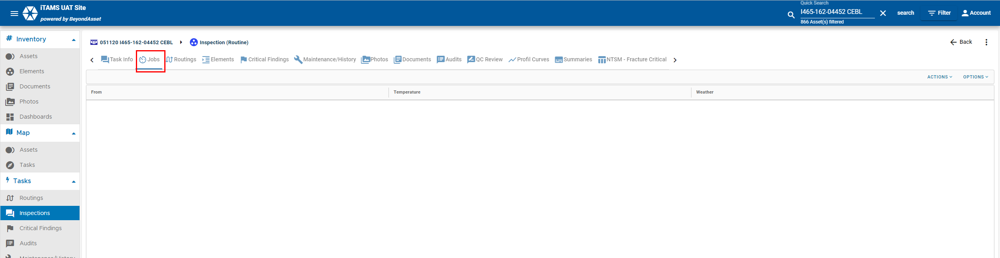 iTAMS UAT Site
powered by BeyondAsset
Quick Search
I465-162-04452 CEBL
866 Asset(s) filtered
search
Filter
Account
Inventory
Assets
Elements
Documents
Photos
Dashboards
Map
Assets
Tasks
Tasks
Routings
Inspections
Critical Findings
Audits
Maintenance/History
051120 I465-162-04452 CEBL
Inspection (Routine)
Back
Task Info
Jobs
Routings
Elements
Critical Findings
Maintenance/History
Photos
Documents
Audits
QC Review
Profil Curves
Summaries
NTSM - Fracture Critical
ACTIONS
OPTIONS
From
Temperature
Weather